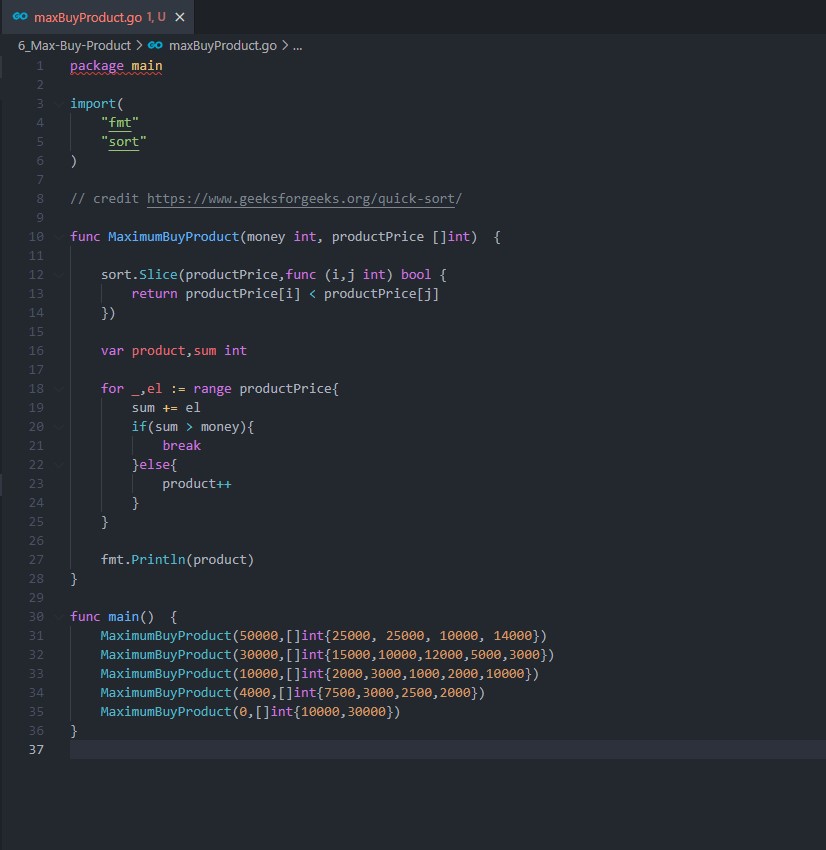 GO maxBuyProduct.go 1, U ×
6_Max-Buy-Product > GO maxBuyProduct.go > ...
1 package main
2
3 import(
4     "fmt"
5     "sort"
6 )
7
8 // credit https://www.geeksforgeeks.org/quick-sort/
9
10 func MaximumBuyProduct(money int, productPrice []int)  {
11
12     sort.Slice(productPrice,func (i,j int) bool {
13         return productPrice[i] < productPrice[j]
14     })
15
16     var product,sum int
17
18     for _,el := range productPrice{
19         sum += el
20         if(sum > money){
21             break
22         }else{
23             product++
24         }
25     }
26
27     fmt.Println(product)
28 }
29
30 func main()  {
31     MaximumBuyProduct(50000,[]int{25000, 25000, 10000, 14000})
32     MaximumBuyProduct(30000,[]int{15000,10000,12000,5000,3000})
33     MaximumBuyProduct(10000,[]int{2000,3000,1000,2000,10000})
34     MaximumBuyProduct(4000,[]int{7500,3000,2500,2000})
35     MaximumBuyProduct(0,[]int{10000,30000})
36 }
37